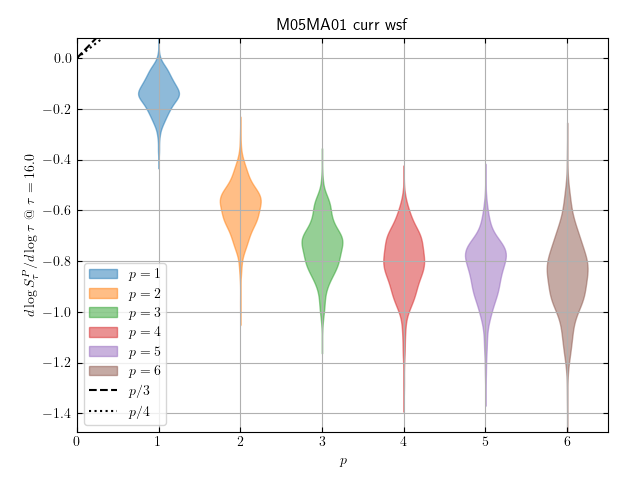 M05MA01 curr wsf
d log S_τ^P/d log τ @ τ = 16.0
0.0
−0.2
−0.4
−0.6
−0.8
−1.0
−1.2
−1.4
p = 1
p = 2
p = 3
p = 4
p = 5
p = 6
p/3
p/4
0 1 2 3 4 5 6
p